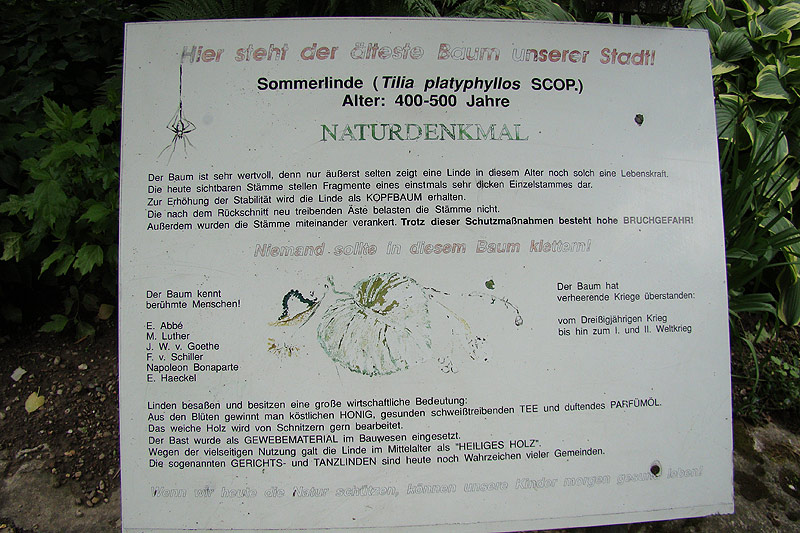 Hier steht der älteste Baum unserer Stadt!
Sommerlinde (Tilia platyphyllos SCOP.)
Alter: 400-500 Jahre
NATURDENKMAL
Der Baum ist sehr wertvoll, denn nur äußerst selten zeigt eine Linde in diesem Alter noch solch eine Lebenskraft.
Die heute sichtbaren Stämme stellen Fragmente eines einstmals sehr dicken Einzelstammes dar.
Zur Erhöhung der Stabilität wird die Linde als KOPFBAUM erhalten.
Die nach dem Rückschnitt neu treibenden Äste belasten die Stämme nicht.
Außerdem wurden die Stämme miteinander verankert. Trotz dieser Schutzmaßnahmen besteht hohe BRUCHGEFAHR!
Niemand sollte in diesem Baum klettern!
Der Baum kennt
berühmte Menschen!
E. Abbé
M. Luther
J. W. v. Goethe
F. v. Schiller
Napoleon Bonaparte
E. Haeckel
Der Baum hat
verheerende Kriege überstanden:
vom Dreißigjährigen Krieg
bis hin zum I. und II. Weltkrieg
Linden besaßen und besitzen eine große wirtschaftliche Bedeutung:
Aus den Blüten gewinnt man köstlichen HONIG, gesunden schweißtreibenden TEE und duftendes PARFÜMÖL.
Das weiche Holz wird von Schnitzern gern bearbeitet.
Der Bast wurde als GEWEBEMATERIAL im Bauwesen eingesetzt.
Wegen der vielseitigen Nutzung galt die Linde im Mittelalter als "HEILIGES HOLZ".
Die sogenannten GERICHTS- und TANZLINDEN sind heute noch Wahrzeichen vieler Gemeinden.
Wenn wir heute die Natur schützen, können unsere Kinder morgen gesund leben!